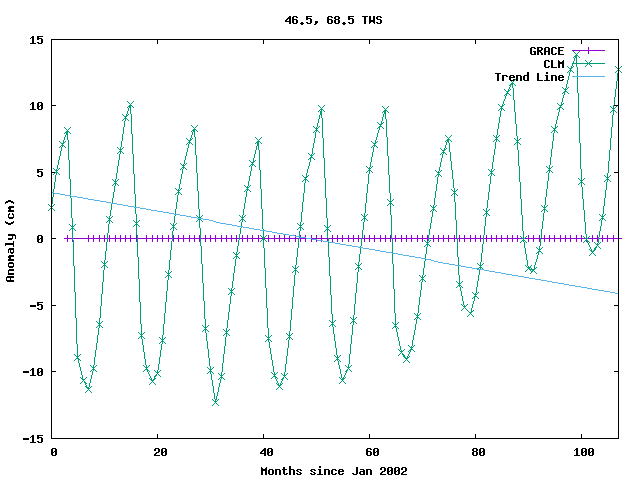 46.5, 68.5 TWS
GRACE
CLM
Trend Line
15
10
5
0
-5
-10
-15
Anomaly (cm)
0 20 40 60 80 100
Months since Jan 2002